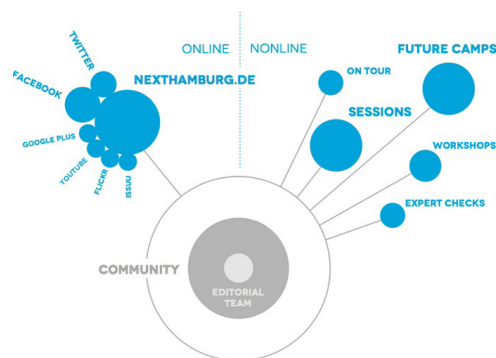 ONLINE
NONLINE
TWITTER
FACEBOOK
GOOGLE PLUS
YOUTUBE
FLICKR
ISSUU
NEXTHAMBURG.DE
ON TOUR
SESSIONS
FUTURE CAMPS
WORKSHOPS
EXPERT CHECKS
COMMUNITY
EDITORIAL
TEAM